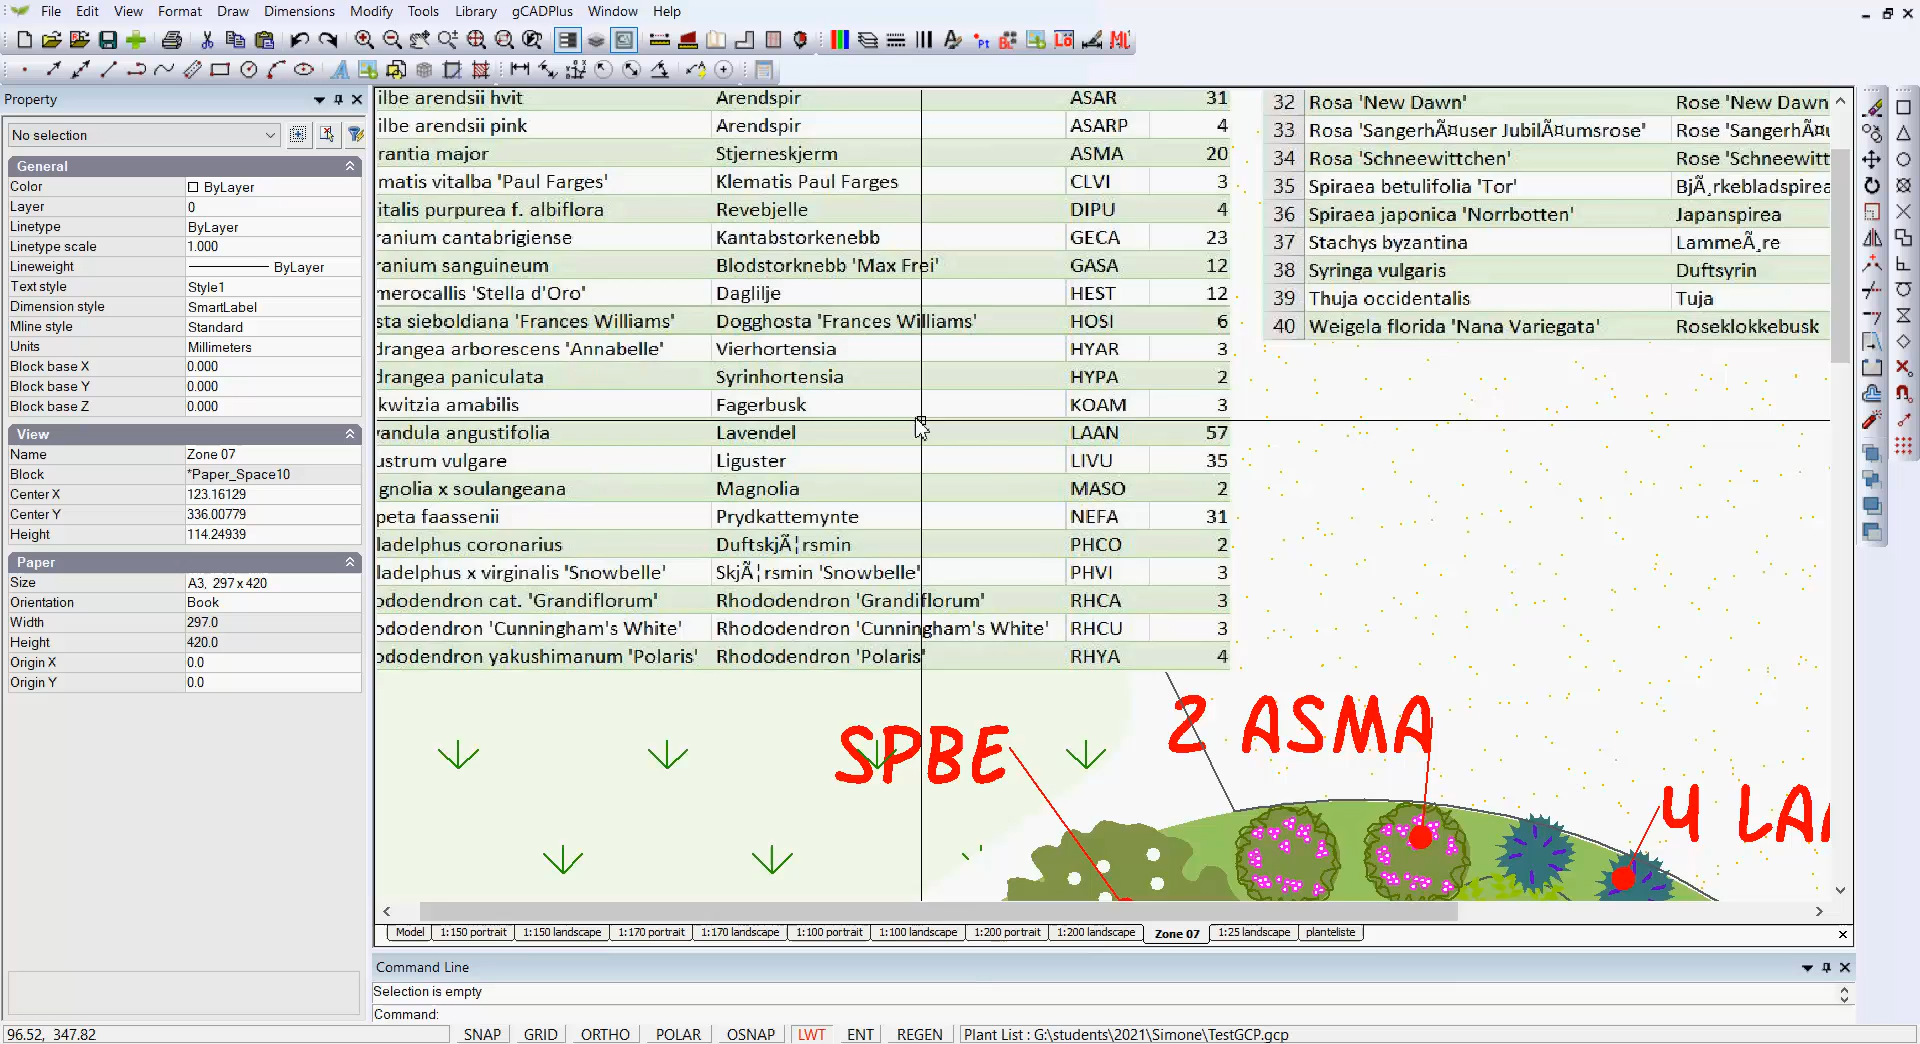 File Edit View Format Draw Dimensions Modify Tools Library gCADPlus Window Help
Property
No selection
General
Color ByLayer
Layer 0
Linetype ByLayer
Linetype scale 1.000
Lineweight ByLayer
Text style Style1
Dimension style SmartLabel
Mline style Standard
Units Millimeters
Block base X 0.000
Block base Y 0.000
Block base Z 0.000
View
Name Zone 07
Block *Paper_Space10
Center X 123.16129
Center Y 336.00779
Height 114.24939
Paper
Size A3, 297 x 420
Orientation Book
Width 297.0
Height 420.0
Origin X 0.0
Origin Y 0.0
ilbe arendsii hvit Arendspir ASAR 31
ilbe arendsii pink Arendspir ASARP 4
rantia major Stjerneskjerm ASMA 20
matis vitalba 'Paul Farges' Klematis Paul Farges CLVI 3
italis purpurea f. albiflora Revebjelle DIPU 4
ranium cantabrigiense Kantabstorkenebb GECA 23
ranium sanguineum Blodstorknebb 'Max Frei' GASA 12
merocallis 'Stella d'Oro' Daglilje HEST 12
sta sieboldiana 'Frances Williams' Dogghosta 'Frances Williams' HOSI 6
drangea arborescens 'Annabelle' Vierhortensia HYAR 3
drangea paniculata Syrinhortensia HYPA 2
kwitzia amabilis Fagerbusk KOAM 3
vandula angustifolia Lavendel LAAN 57
ustrum vulgare Liguster LIVU 35
gnolia x soulangeana Magnolia MASO 2
peta faassenii Prydkattemynte NEFA 31
ladelphus coronarius DuftskjÃ¦rsmin PHCO 2
ladelphus x virginalis 'Snowbelle' SkjÃ¦rsmin 'Snowbelle' PHVI 3
ododendron cat. 'Grandiflorum' Rhododendron 'Grandiflorum' RHCA 3
ododendron 'Cunningham's White' Rhododendron 'Cunningham's White' RHCU 3
ododendron yakushimanum 'Polaris' Rhododendron 'Polaris' RHYA 4
32 Rosa 'New Dawn' Rose 'New Dawn
33 Rosa 'SangerhÃ¤user JubilÃ¤umsrose' Rose 'SangerhÃ¤u
34 Rosa 'Schneewittchen' Rose 'Schneewitt
35 Spiraea betulifolia 'Tor' BjÃ¸rkebladspirea
36 Spiraea japonica 'Norrbotten' Japanspirea
37 Stachys byzantina LammeÃ¸re
38 Syringa vulgaris Duftsyrin
39 Thuja occidentalis Tuja
40 Weigela florida 'Nana Variegata' Roseklokkebusk
SPBE
2 ASMA
4 LA
Model 1:150 portrait 1:150 landscape 1:170 portrait 1:170 landscape 1:100 portrait 1:100 landscape 1:200 portrait 1:200 landscape Zone 07 1:25 landscape planteliste
Command Line
Selection is empty
Command:
96.52, 347.82 SNAP GRID ORTHO POLAR OSNAP LWT ENT REGEN Plant List : G:\students\2021\Simone\TestGCP.gcp